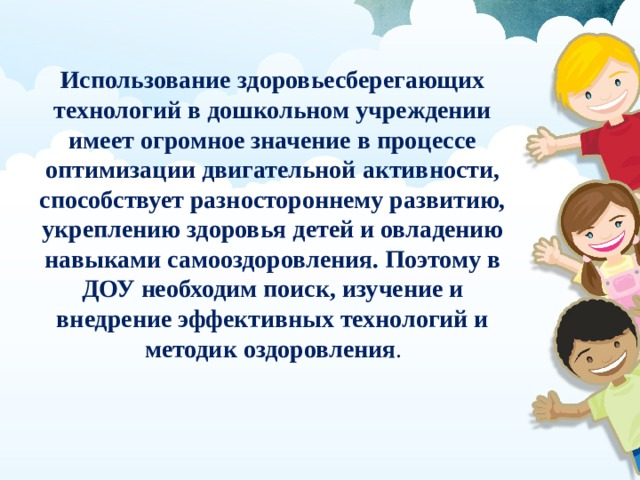 Использование здоровьесберегающих
технологий в дошкольном учреждении
имеет огромное значение в процессе
оптимизации двигательной активности,
способствует разностороннему развитию,
укреплению здоровья детей и овладению
навыками самооздоровления. Поэтому в
ДОУ необходим поиск, изучение и
внедрение эффективных технологий и
методик оздоровления.